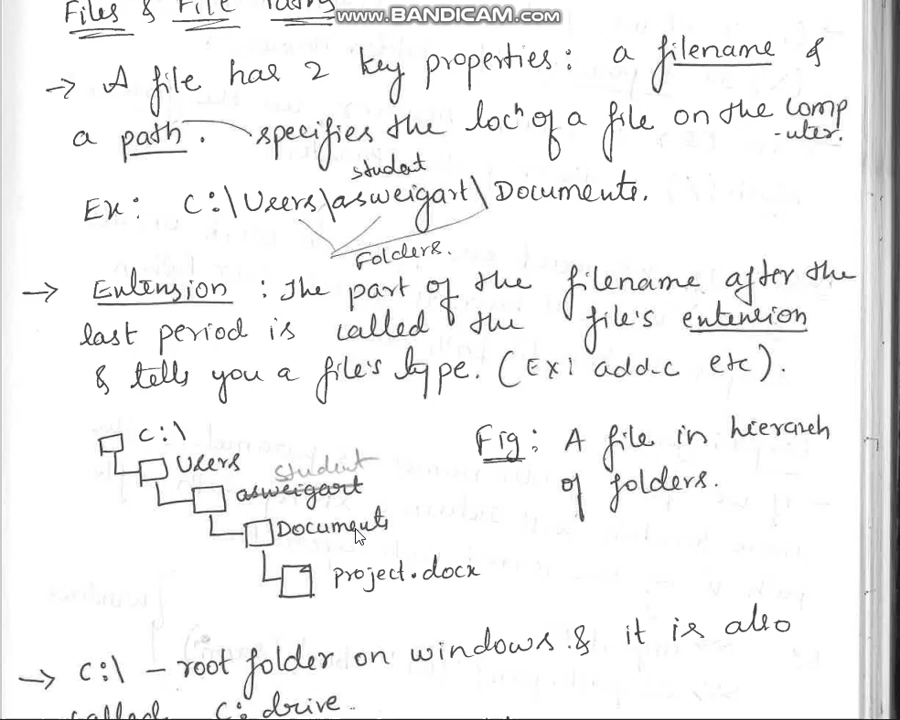 Files & File Paths
www.BANDICAM.com
→ A file has 2 key properties: a filename &
a path. specifies the locn of a file on the comp
-uter.
student
Ex: C:\Users\asweigart\Documents.
Folders.
→ Extension : The part of the filename after the
last period is called the file's extension
& tells you a file's type. (Ex: add.c etc).
C:\
Users
student
asweigart
Documents
project.docx
Fig: A file in hierarch
of folders.
→ C:\ - root folder on windows & it is also
called C: drive.